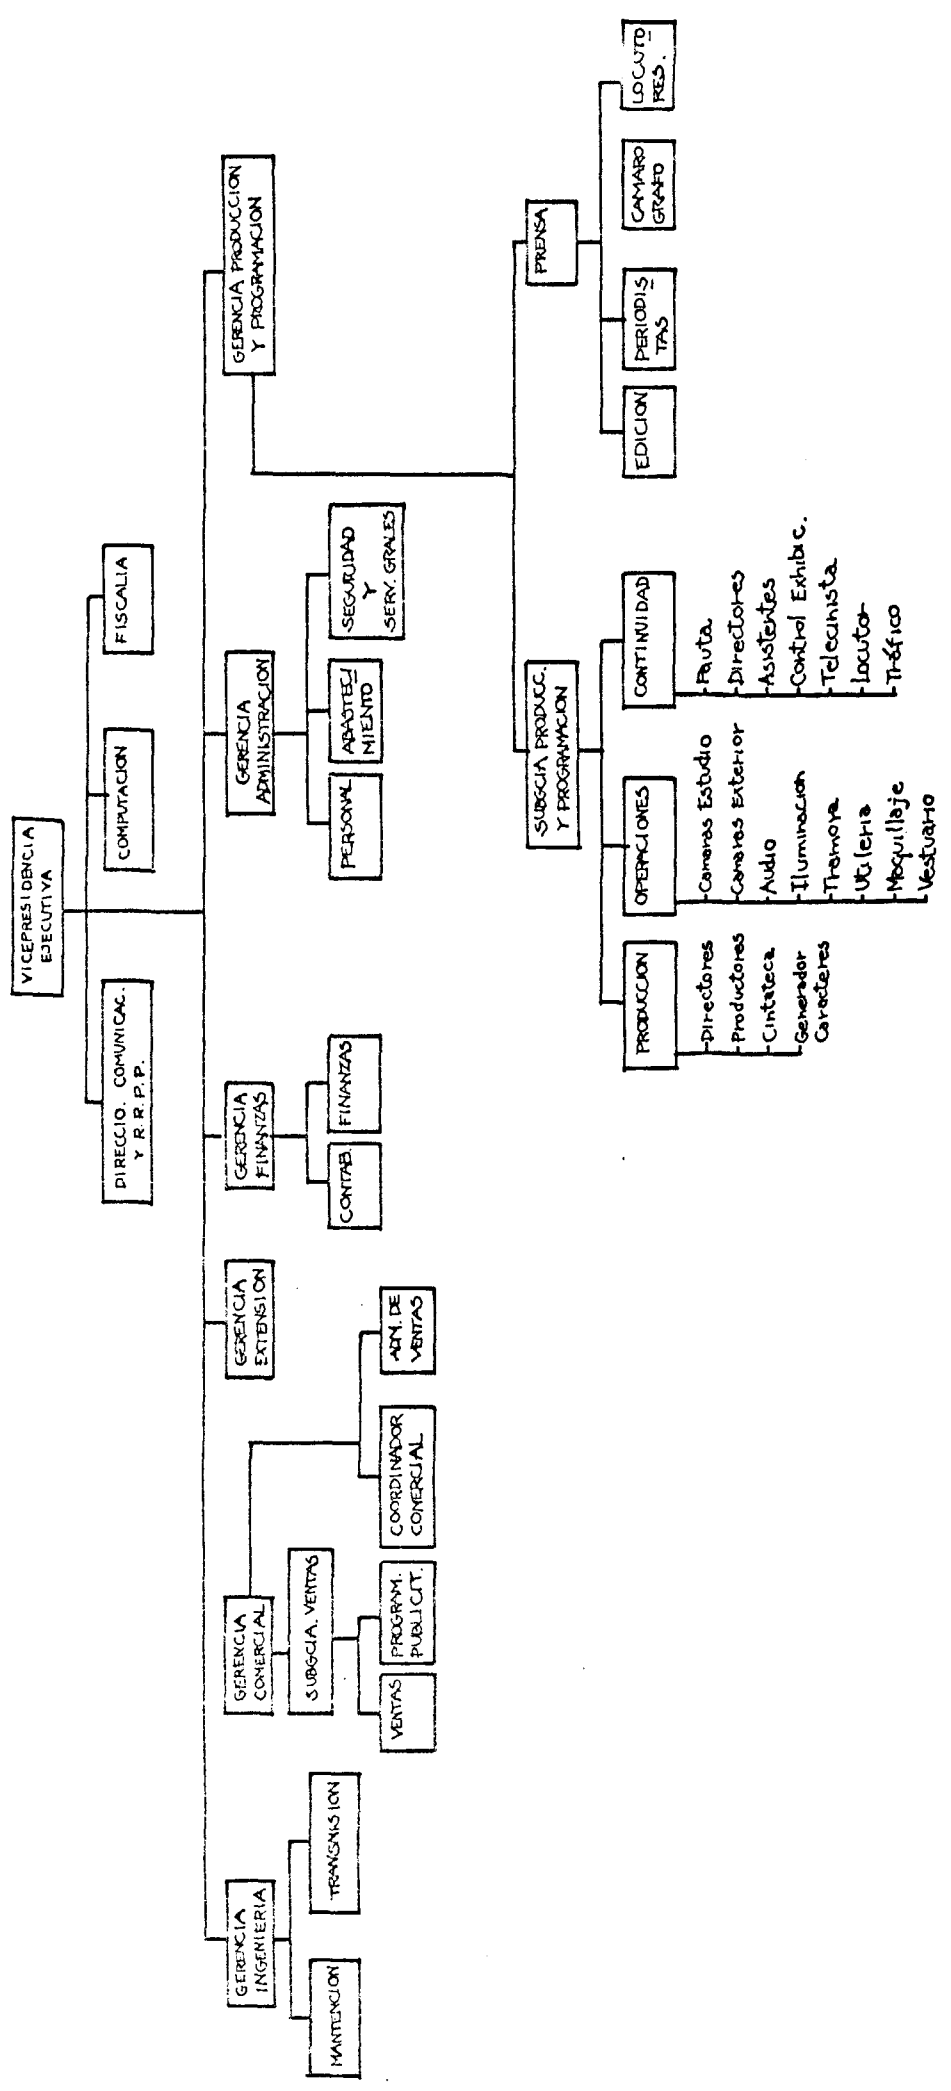 VICEPRESIDENCIA
EJECUTIVA
DIRECCIO. COMUNICAC.
Y R.R.P.P.
COMPUTACION
FISCALIA
GERENCIA
INGENIERIA
MANTENCION
TRANSMISION
GERENCIA
COMERCIAL
SUBGCIA. VENTAS
VENTAS
PROGRAM.
PUBLICIT.
COORDINADOR
COMERCIAL
ADM. DE
VENTAS
GERENCIA
EXTENSION
GERENCIA
FINANZAS
CONTAB.
FINANZAS
GERENCIA
ADMINISTRACION
PERSONAL
ABASTECI
MIENTO
SEGURIDAD
Y
SERV. GRALES
GERENCIA PRODUCCION
Y PROGRAMACION
SUBGCIA PRODUCC.
Y PROGRAMACION
PRODUCCION
Directores
Productores
Cintateca
Generador
Caracteres
OPERACIONES
Camaras Estudio
Camaras Exterior
Audio
Iluminacion
Tramoya
Utileria
Maquillaje
Vestuario
CONTINUIDAD
Pauta
Directores
Asistentes
Control Exhibic.
Telecinista
Locutor
Tráfico
PRENSA
EDICION
PERIODIS
TAS
CAMARO
GRAFO
LOCUTO
RES.